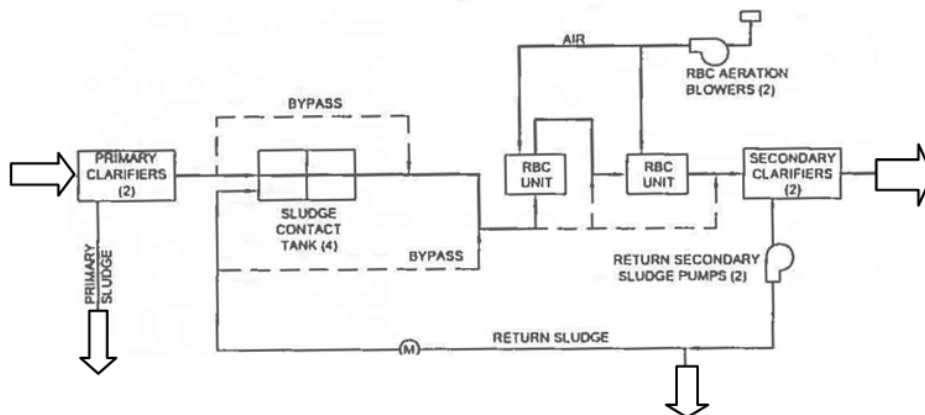 AIR
RBC AERATION
BLOWERS (2)
BYPASS
PRIMARY
CLARIFIERS
(2)
RBC
UNIT
RBC
UNIT
SECONDARY
CLARIFIERS
(2)
SLUDGE
CONTACT
TANK (4)
BYPASS
RETURN SECONDARY
SLUDGE PUMPS (2)
PRIMARY
SLUDGE
RETURN SLUDGE
M